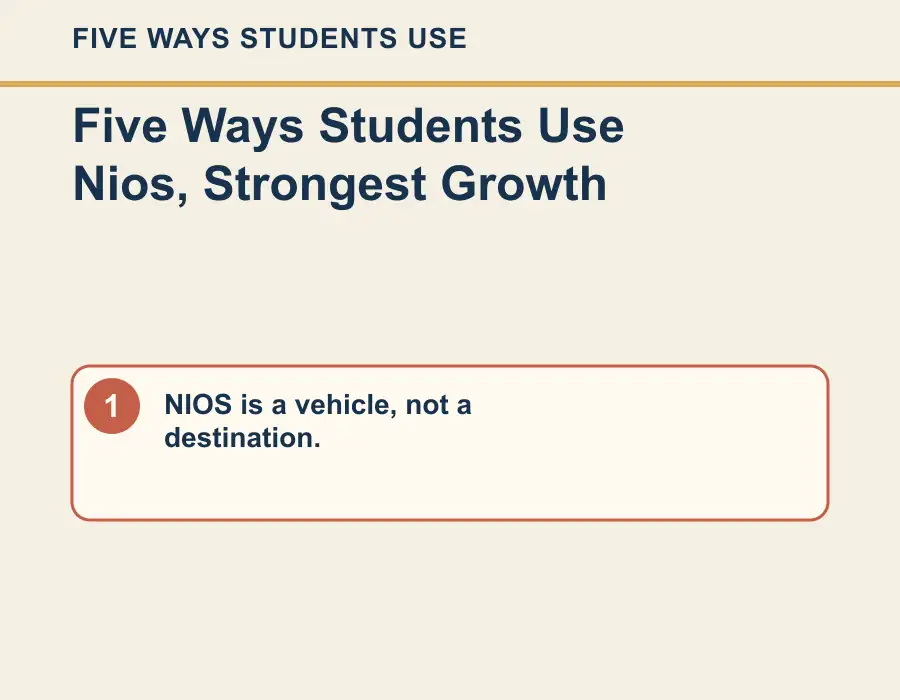 FIVE WAYS STUDENTS USE
Five Ways Students Use
Nios, Strongest Growth
1
NIOS is a vehicle, not a
destination.